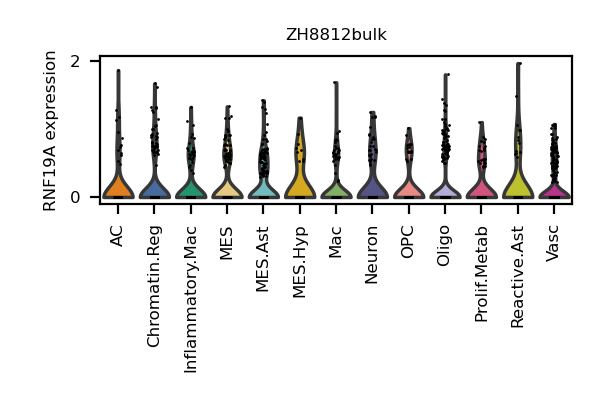 ZH8812bulk
RNF19A expression
2
0
AC
Chromatin.Reg
Inflammatory.Mac
MES
MES.Ast
MES.Hyp
Mac
Neuron
OPC
Oligo
Prolif.Metab
Reactive.Ast
Vasc